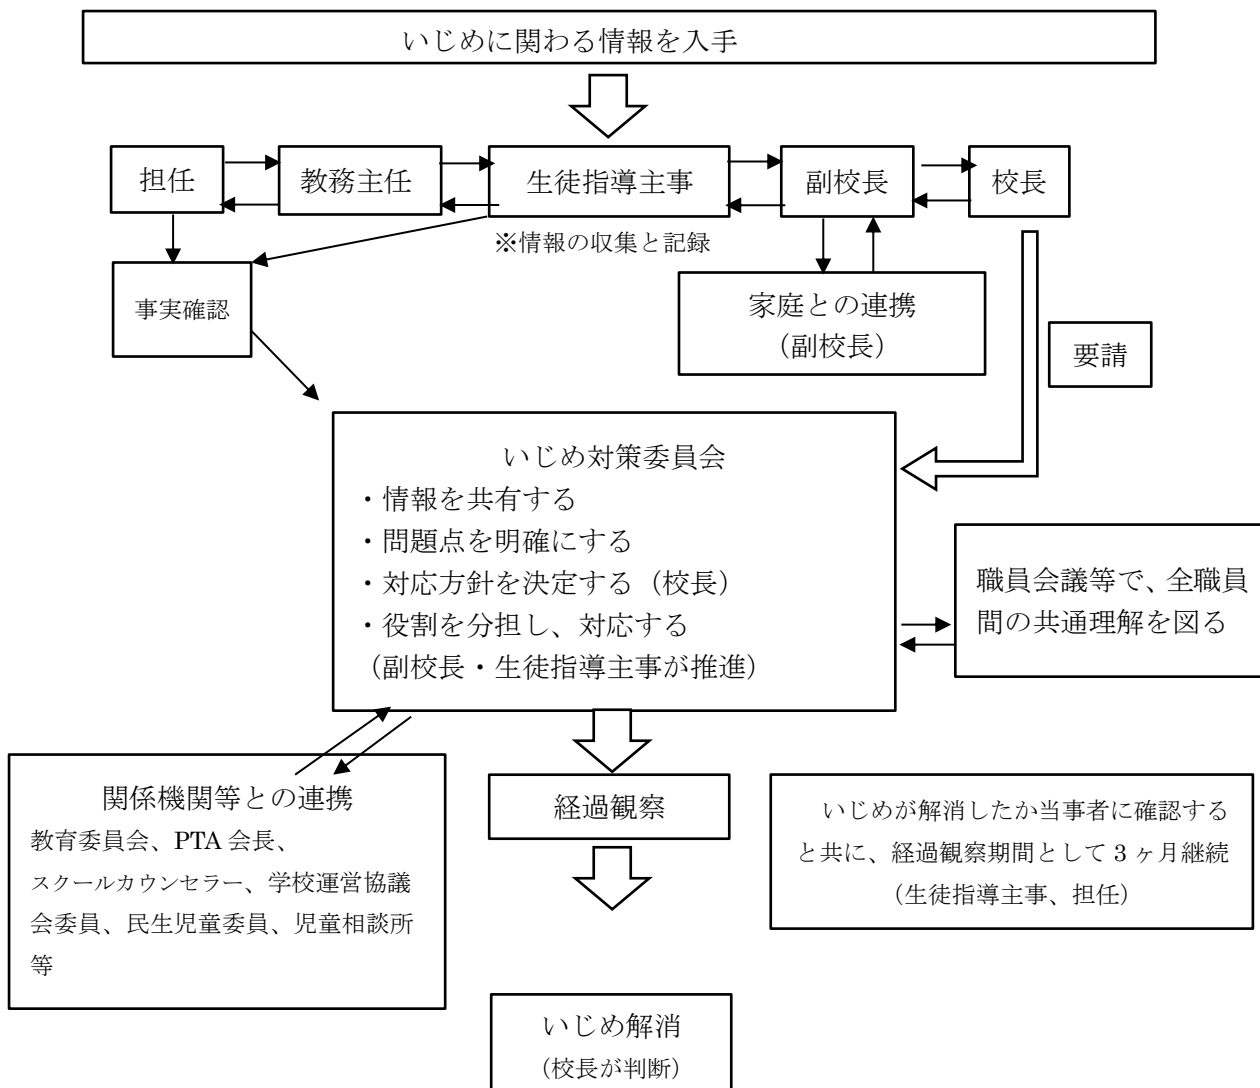 いじめに関わる情報を入手
担任
教務主任
生徒指導主事
副校長
校長
※情報の収集と記録
事実確認
家庭との連携
（副校長）
要請
いじめ対策委員会
・情報を共有する
・問題点を明確にする
・対応方針を決定する（校長）
・役割を分担し、対応する
（副校長・生徒指導主事が推進）
職員会議等で、全職員
間の共通理解を図る
関係機関等との連携
教育委員会、PTA 会長、
スクールカウンセラー、学校運営協議
会委員、民生児童委員、児童相談所
等
経過観察
いじめが解消したか当事者に確認する
と共に、経過観察期間として 3 ヶ月継続
（生徒指導主事、担任）
いじめ解消
（校長が判断）